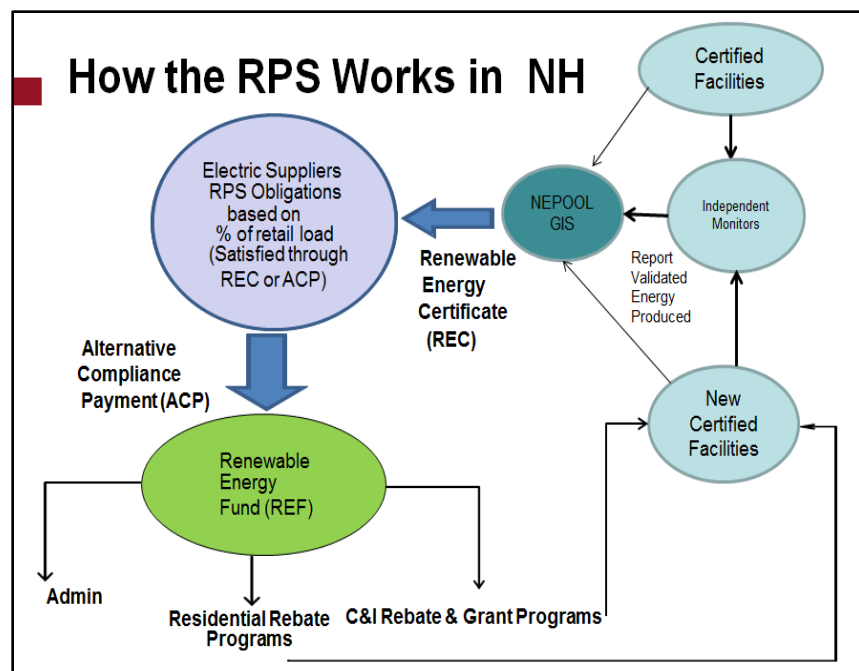 How the RPS Works in NH
Certified
Facilities
Electric Suppliers
RPS Obligations
based on
% of retail load
(Satisfied through
REC or ACP)
NEPOOL
GIS
Independent
Monitors
Renewable
Energy
Certificate
(REC)
Report
Validated
Energy
Produced
Alternative
Compliance
Payment (ACP)
New
Certified
Facilities
Renewable
Energy
Fund (REF)
Admin
Residential Rebate
Programs
C&I Rebate & Grant Programs